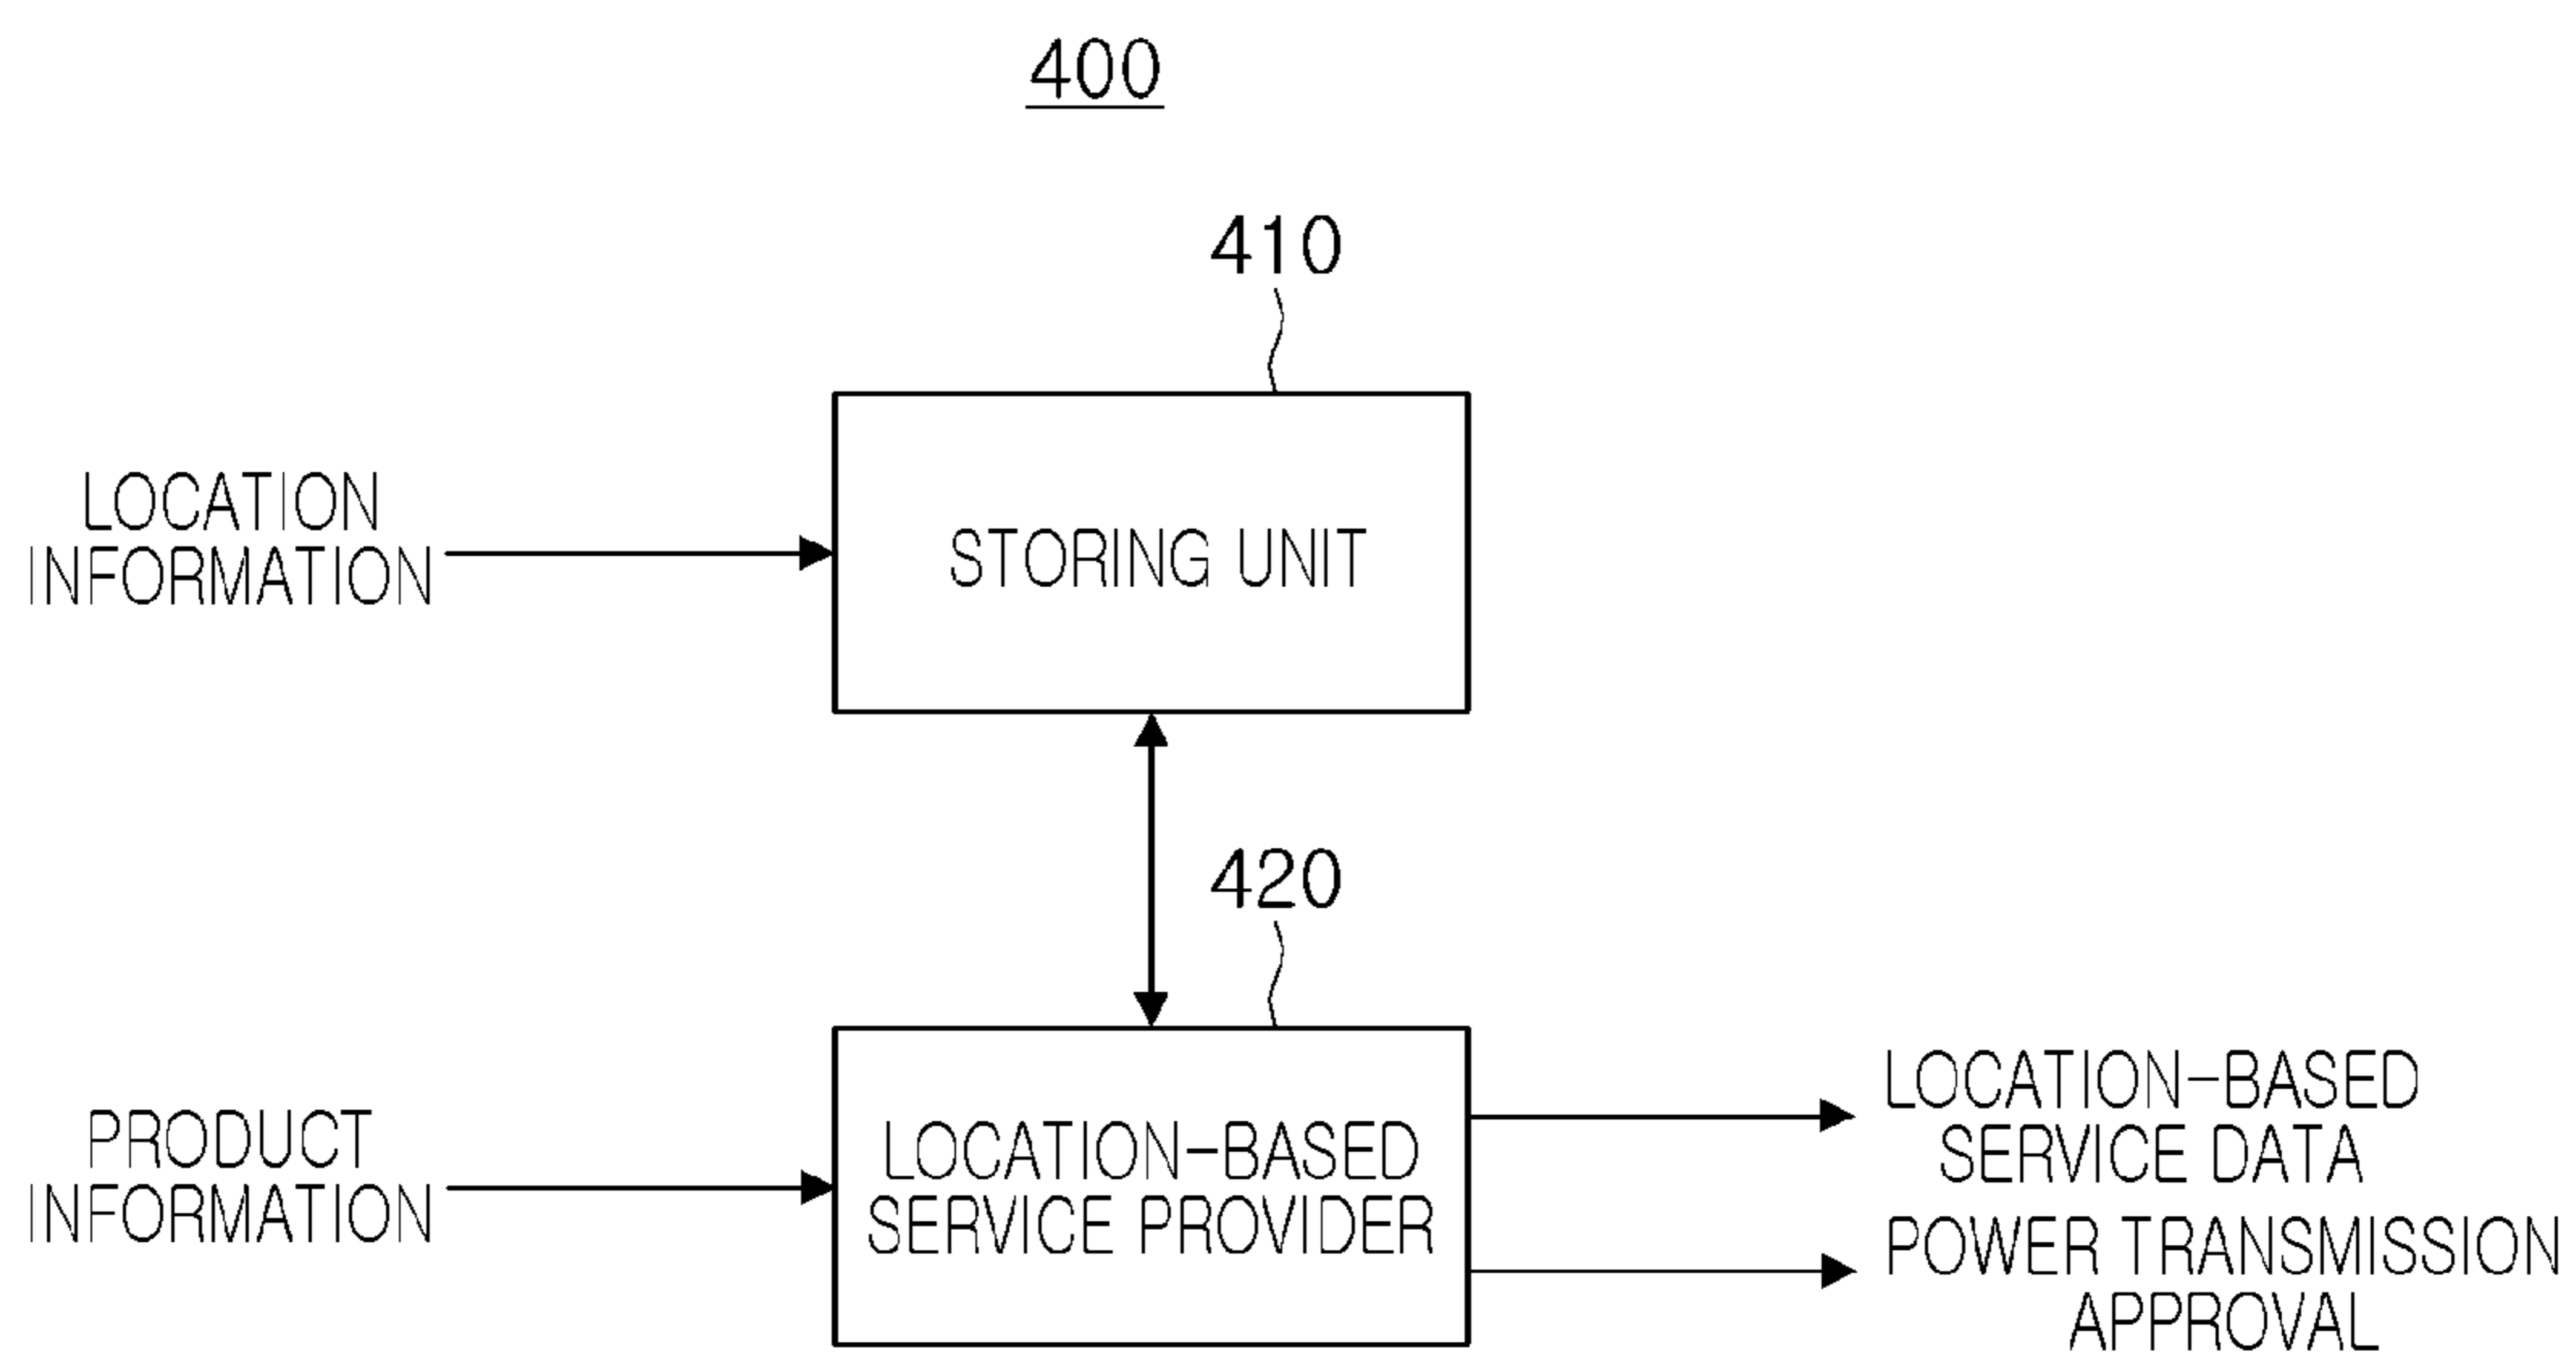 400
410
LOCATION
INFORMATION
STORING UNIT
420
PRODUCT
INFORMATION
LOCATION-BASED
SERVICE PROVIDER
LOCATION-BASED
SERVICE DATA
POWER TRANSMISSION
APPROVAL